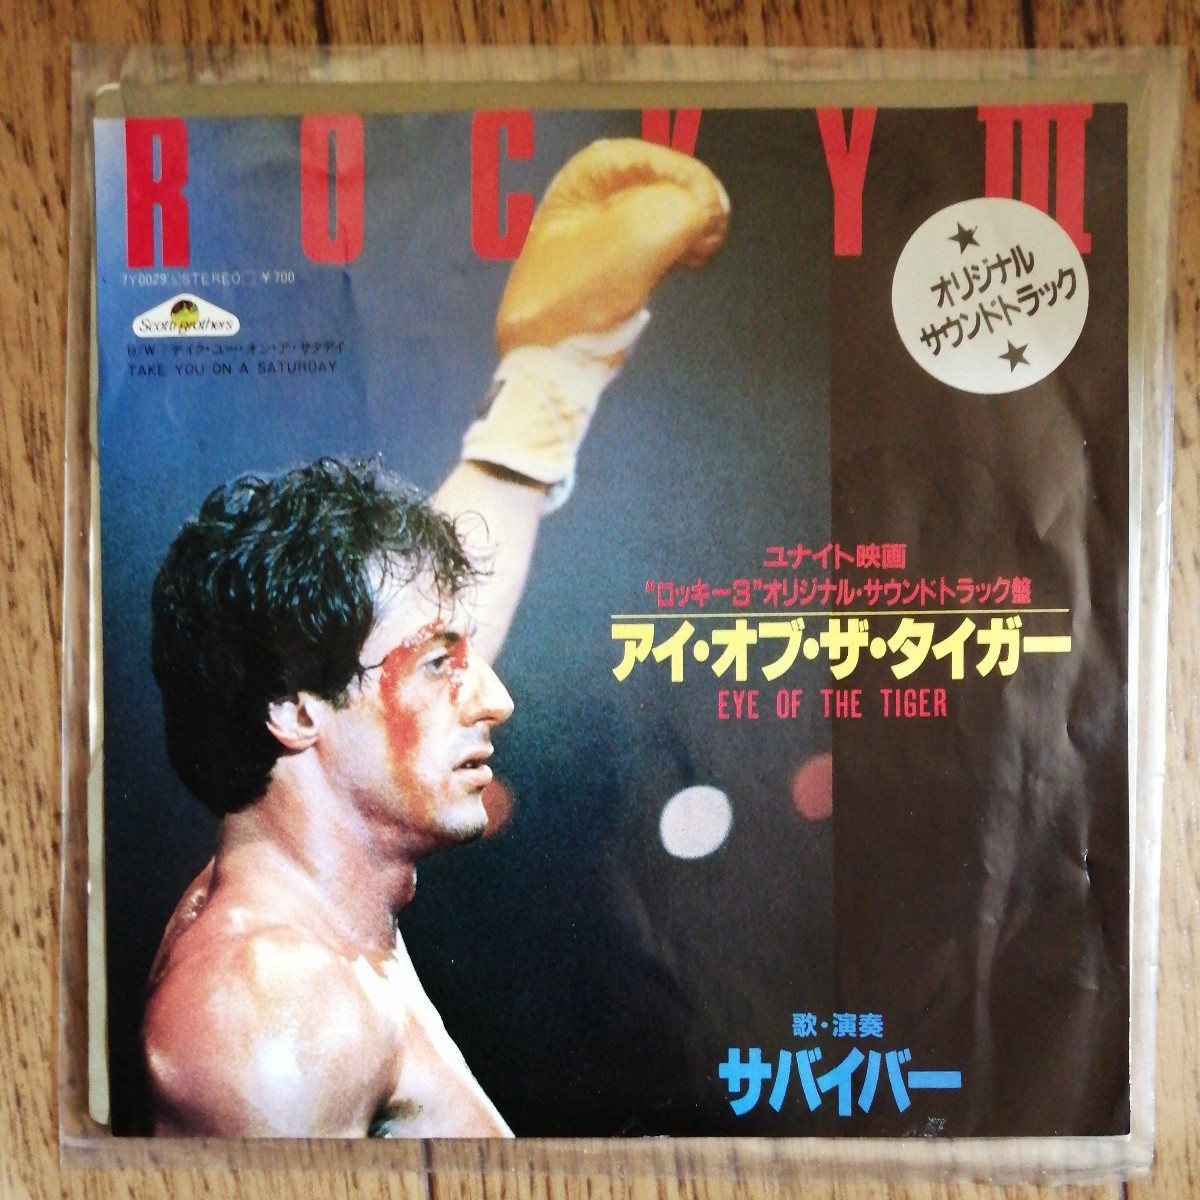 ROCKY III
7Y0029 STEREO ¥700
Scotti Brothers
B/W:テイク・ユー・オン・ア・サタデイ
TAKE YOU ON A SATURDAY
★
オリジナル
サウンドトラック
★
ユナイト映画
“ロッキー3”オリジナル・サウンドトラック盤
アイ・オブ・ザ・タイガー
EYE OF THE TIGER
歌・演奏
サバイバー